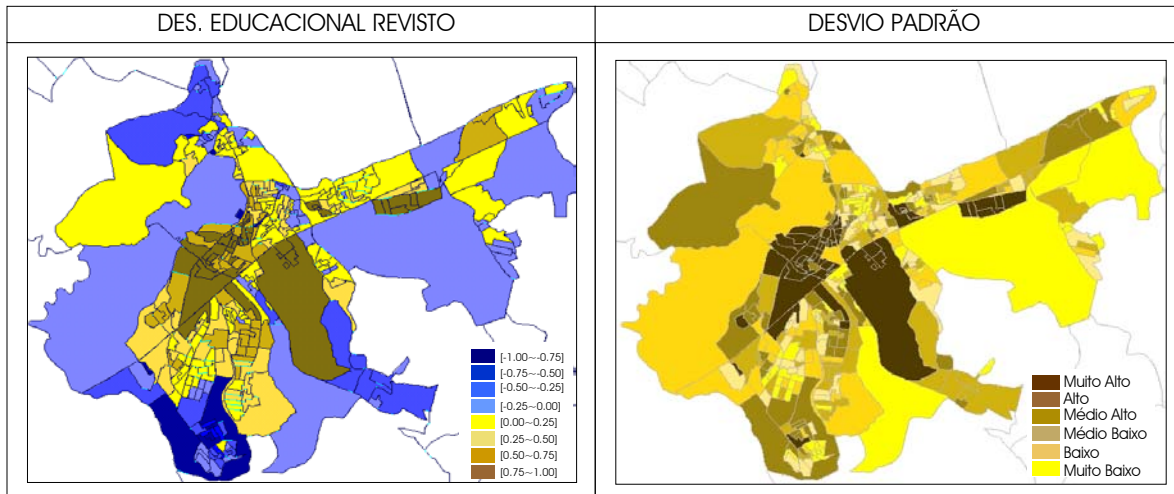 DES. EDUCACIONAL REVISTO
DESVIO PADRÃO
[-1.00~-0.75]
[-0.75~-0.50]
[-0.50~-0.25]
[-0.25~0.00]
[0.00~0.25]
[0.25~0.50]
[0.50~0.75]
[0.75~1.00]
Muito Alto
Alto
Médio Alto
Médio Baixo
Baixo
Muito Baixo